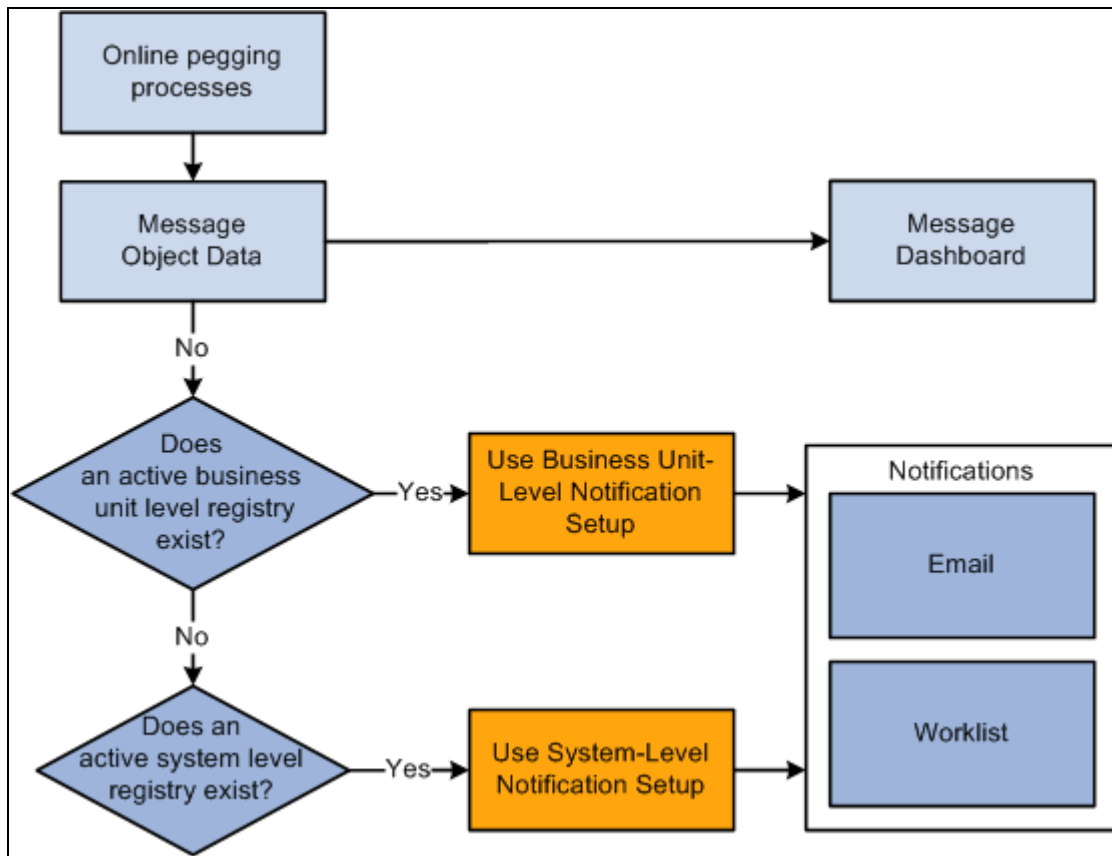 Online pegging
processes
Message
Object Data
Message
Dashboard
No
Does
an active business
unit level registry
exist?
Yes
Use Business Unit-
Level Notification
Setup
Notifications
Email
No
Does an
active system level
registry exist?
Yes
Use System-Level
Notification Setup
Worklist